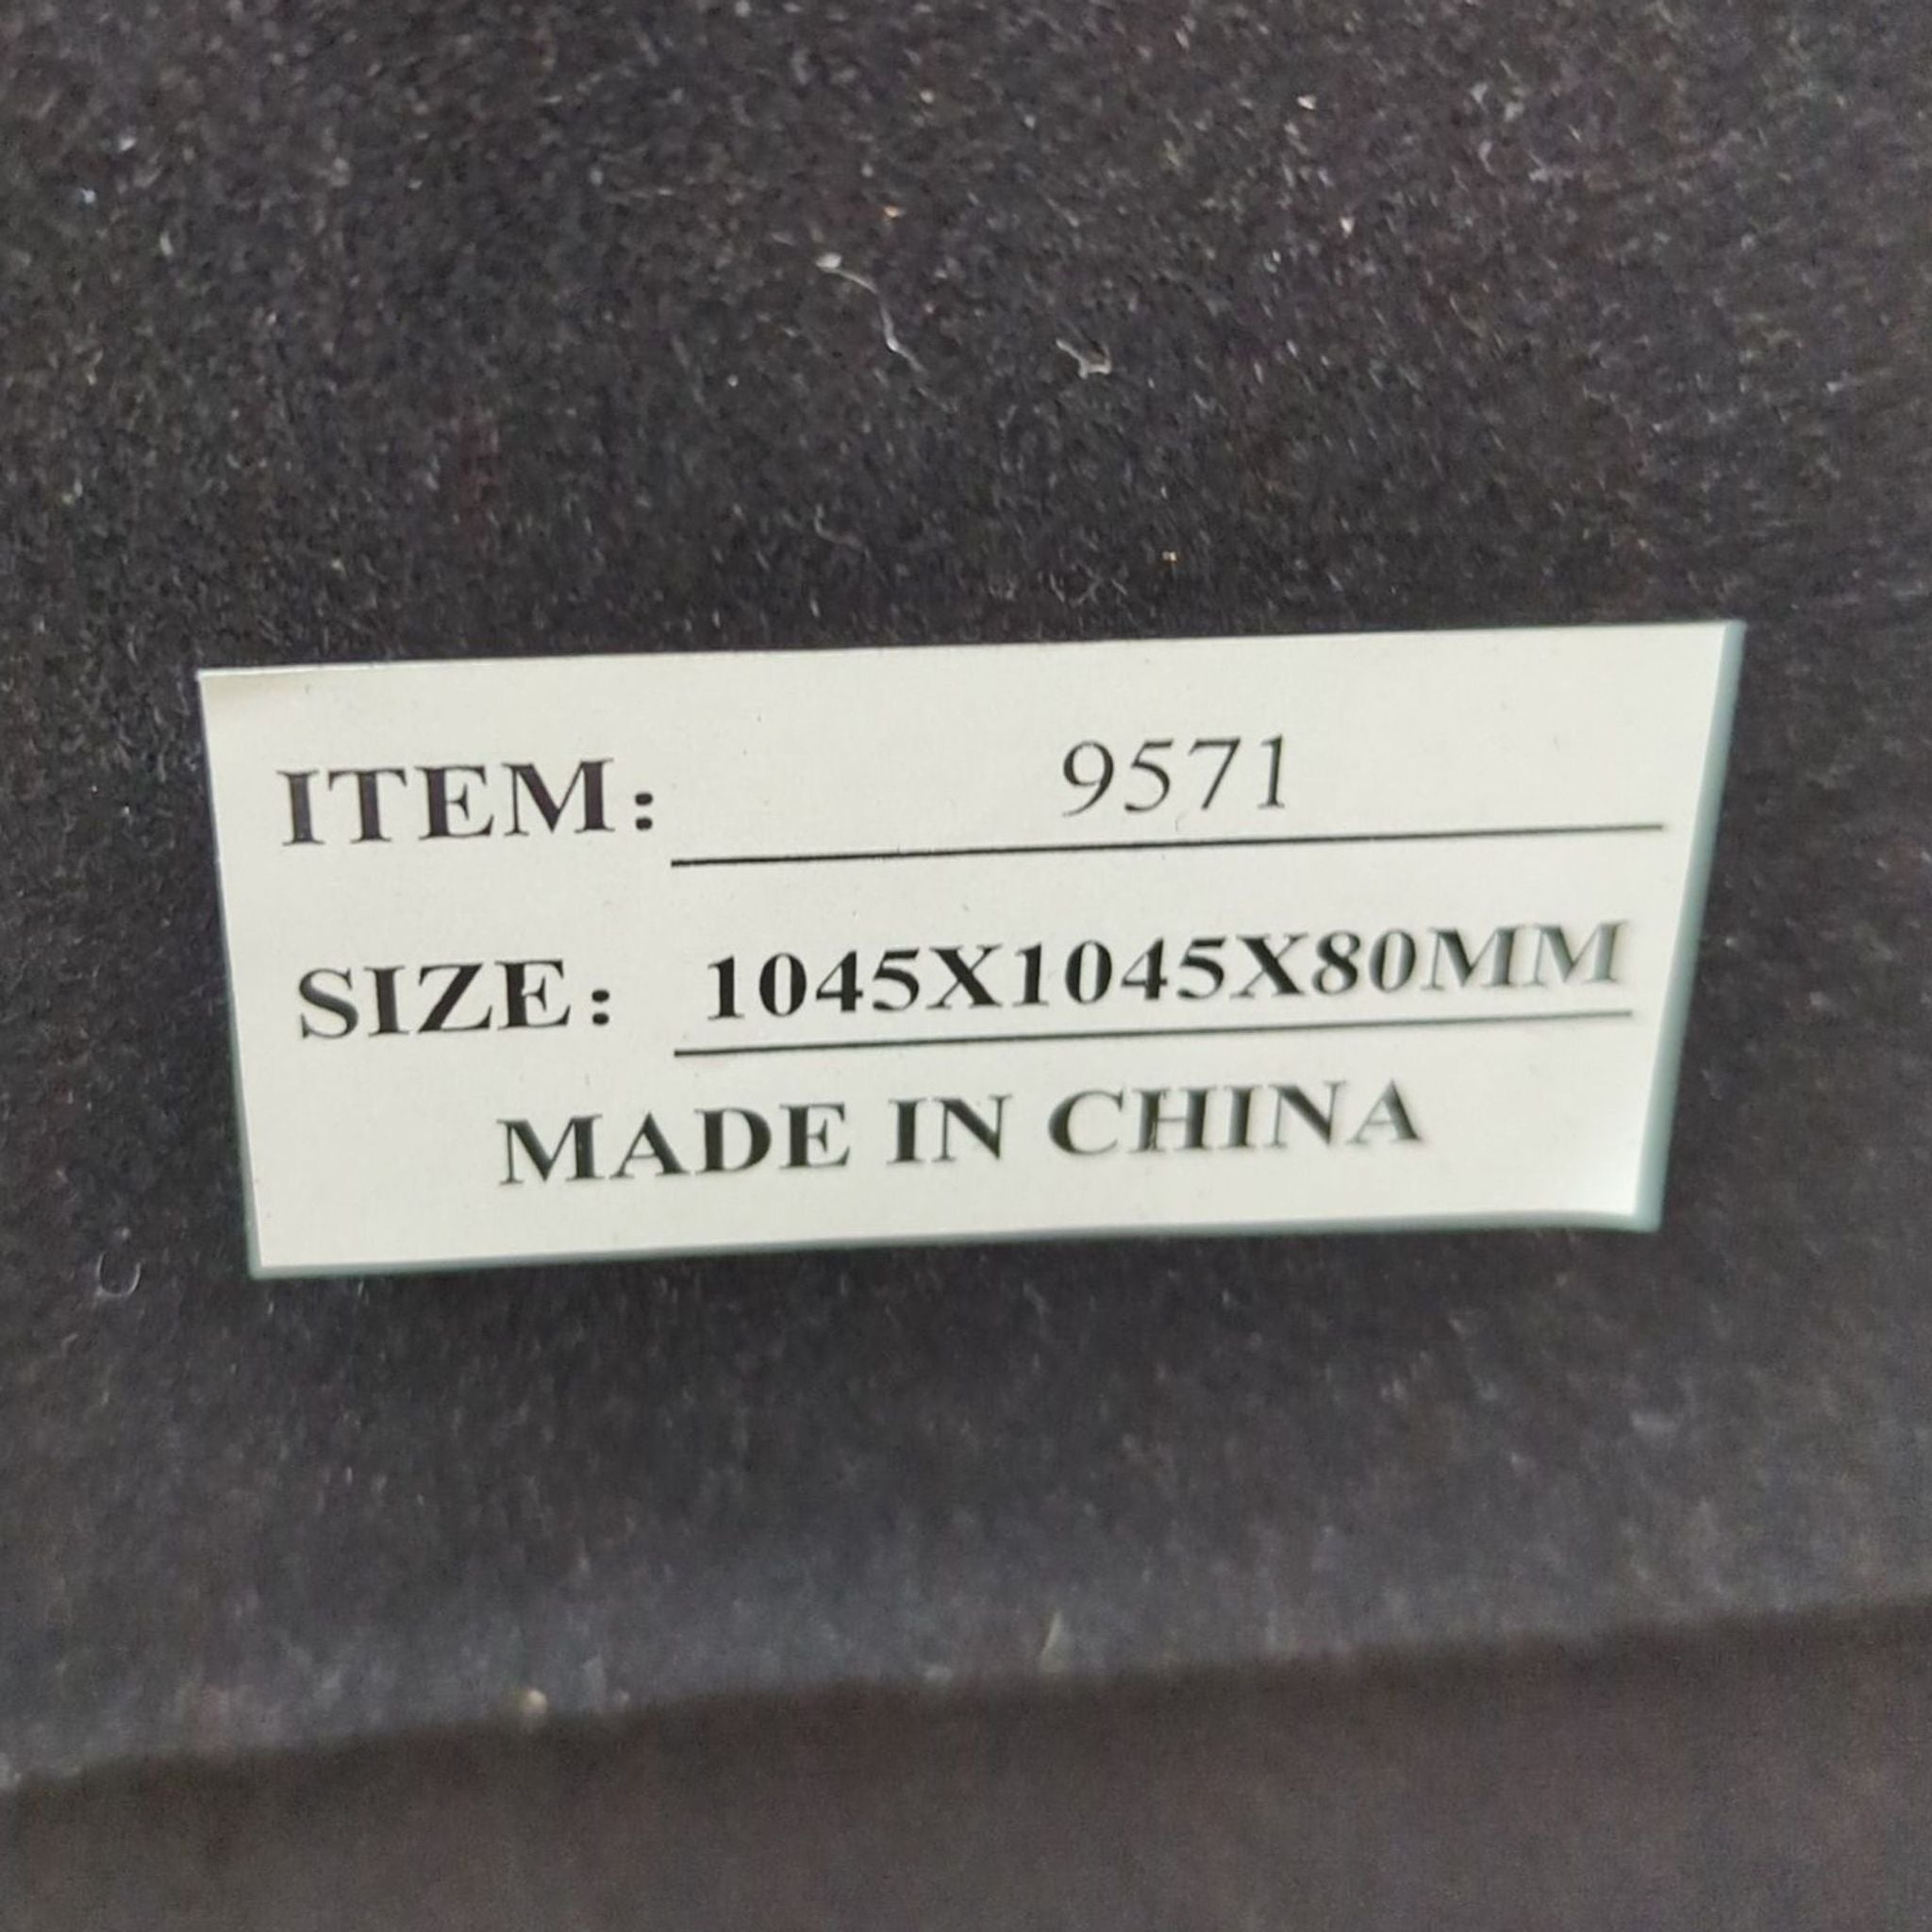 ITEM: 9571
SIZE: 1045X1045X80MM
MADE IN CHINA